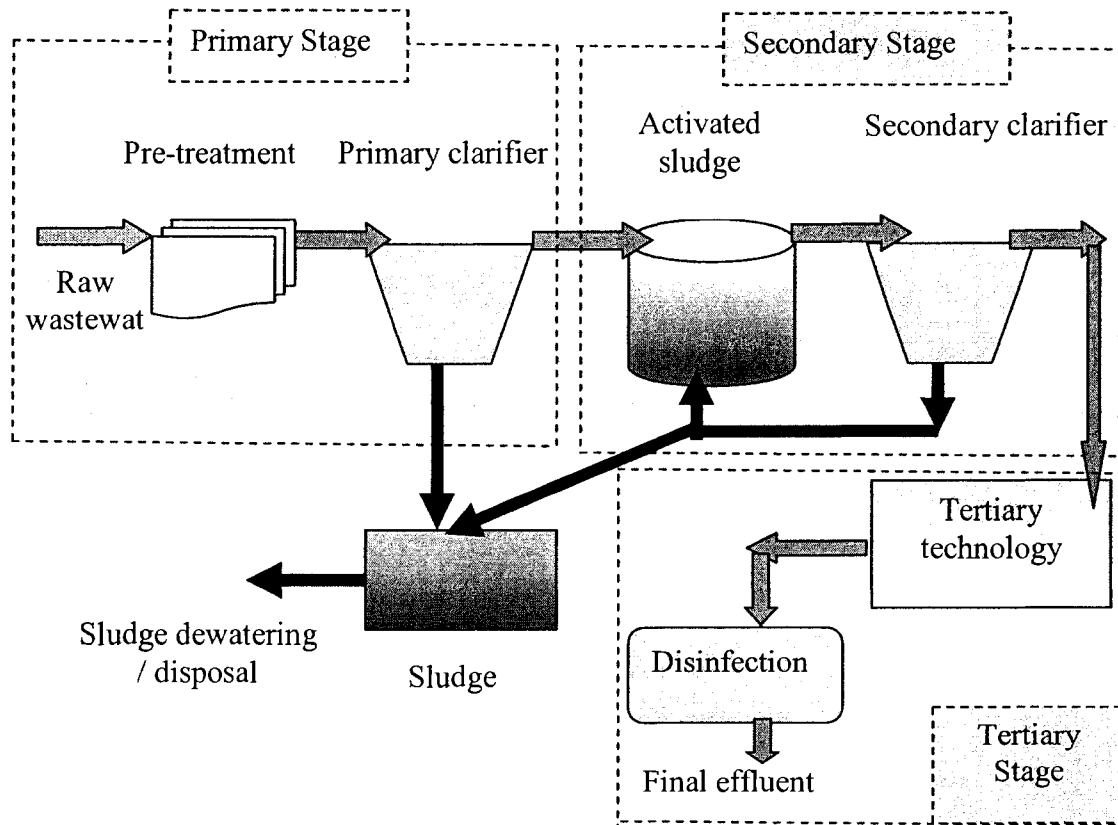 Primary Stage
Secondary Stage
Pre-treatment
Primary clarifier
Activated
sludge
Secondary clarifier
Raw
wastewat
Tertiary
technology
Sludge dewatering
/ disposal
Sludge
Disinfection
Final effluent
Tertiary
Stage